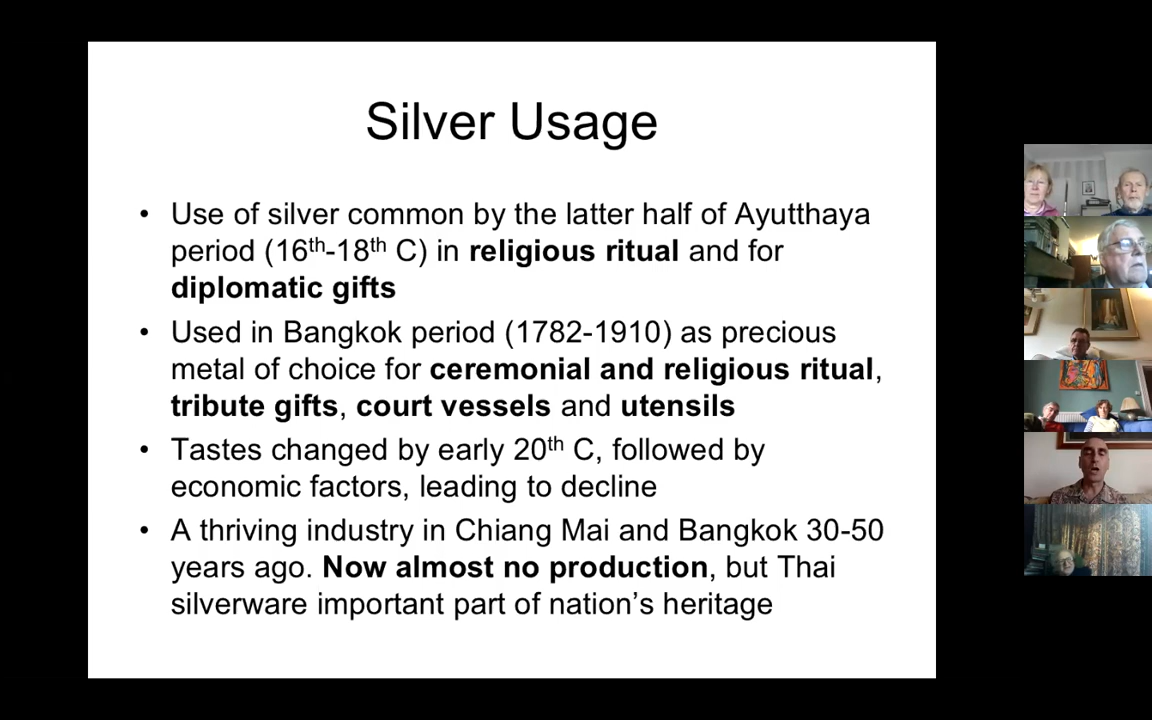 Silver Usage
• Use of silver common by the latter half of Ayutthaya
period (16th-18th C) in religious ritual and for
diplomatic gifts
• Used in Bangkok period (1782-1910) as precious
metal of choice for ceremonial and religious ritual,
tribute gifts, court vessels and utensils
• Tastes changed by early 20th C, followed by
economic factors, leading to decline
• A thriving industry in Chiang Mai and Bangkok 30-50
years ago. Now almost no production, but Thai
silverware important part of nation’s heritage